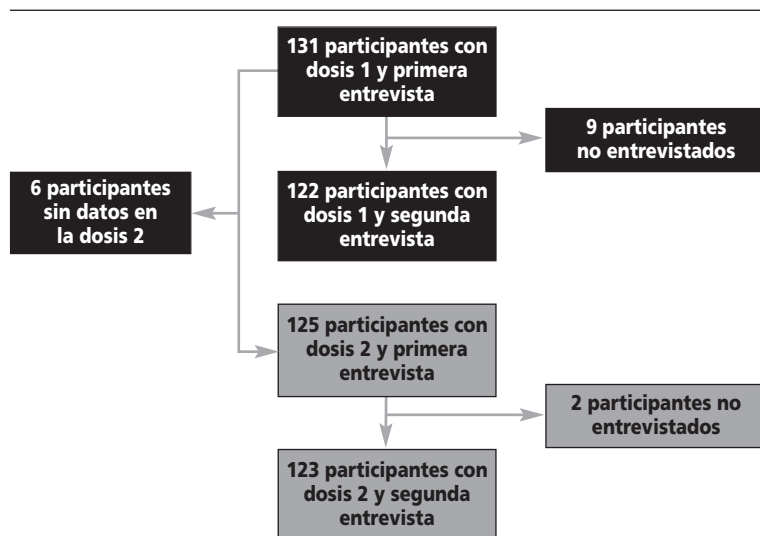 131 participantes con
dosis 1 y primera
entrevista
9 participantes
no entrevistados
6 participantes
sin datos en
la dosis 2
122 participantes con
dosis 1 y segunda
entrevista
125 participantes con
dosis 2 y primera
entrevista
2 participantes no
entrevistados
123 participantes con
dosis 2 y segunda
entrevista